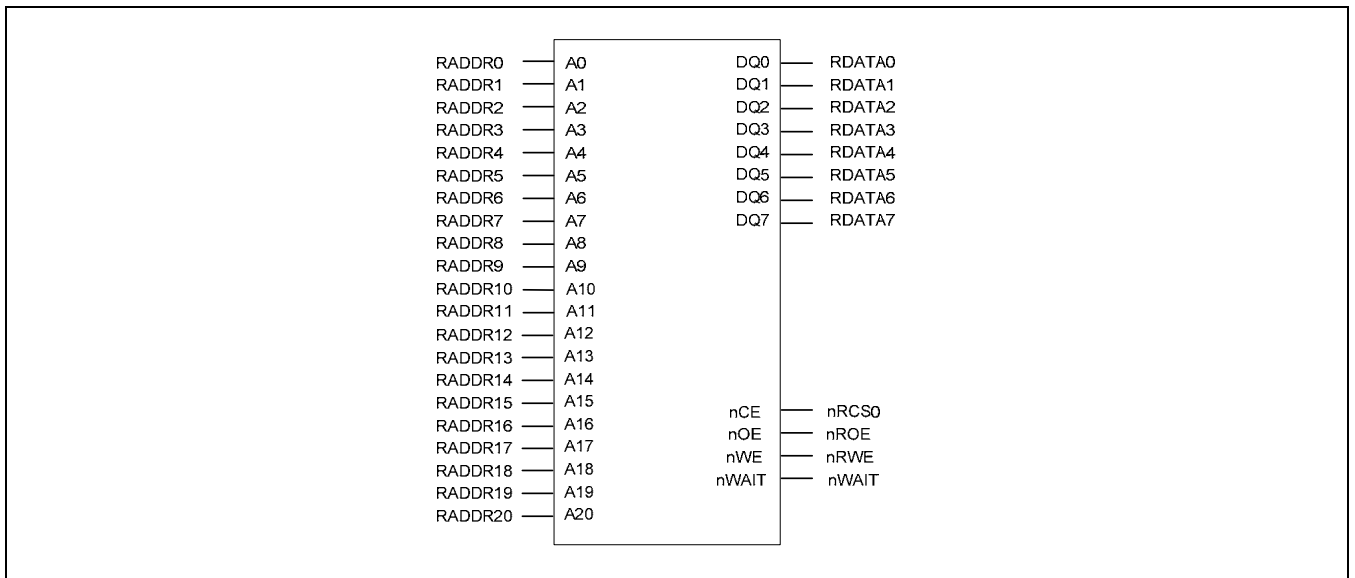 RADDR0 A0 DQ0 RDATA0
RADDR1 A1 DQ1 RDATA1
RADDR2 A2 DQ2 RDATA2
RADDR3 A3 DQ3 RDATA3
RADDR4 A4 DQ4 RDATA4
RADDR5 A5 DQ5 RDATA5
RADDR6 A6 DQ6 RDATA6
RADDR7 A7 DQ7 RDATA7
RADDR8 A8
RADDR9 A9
RADDR10 A10
RADDR11 A11
RADDR12 A12
RADDR13 A13
RADDR14 A14
RADDR15 A15 nCE nRCS0
RADDR16 A16 nOE nROE
RADDR17 A17 nWE nRWE
RADDR18 A18 nWAIT nWAIT
RADDR19 A19
RADDR20 A20